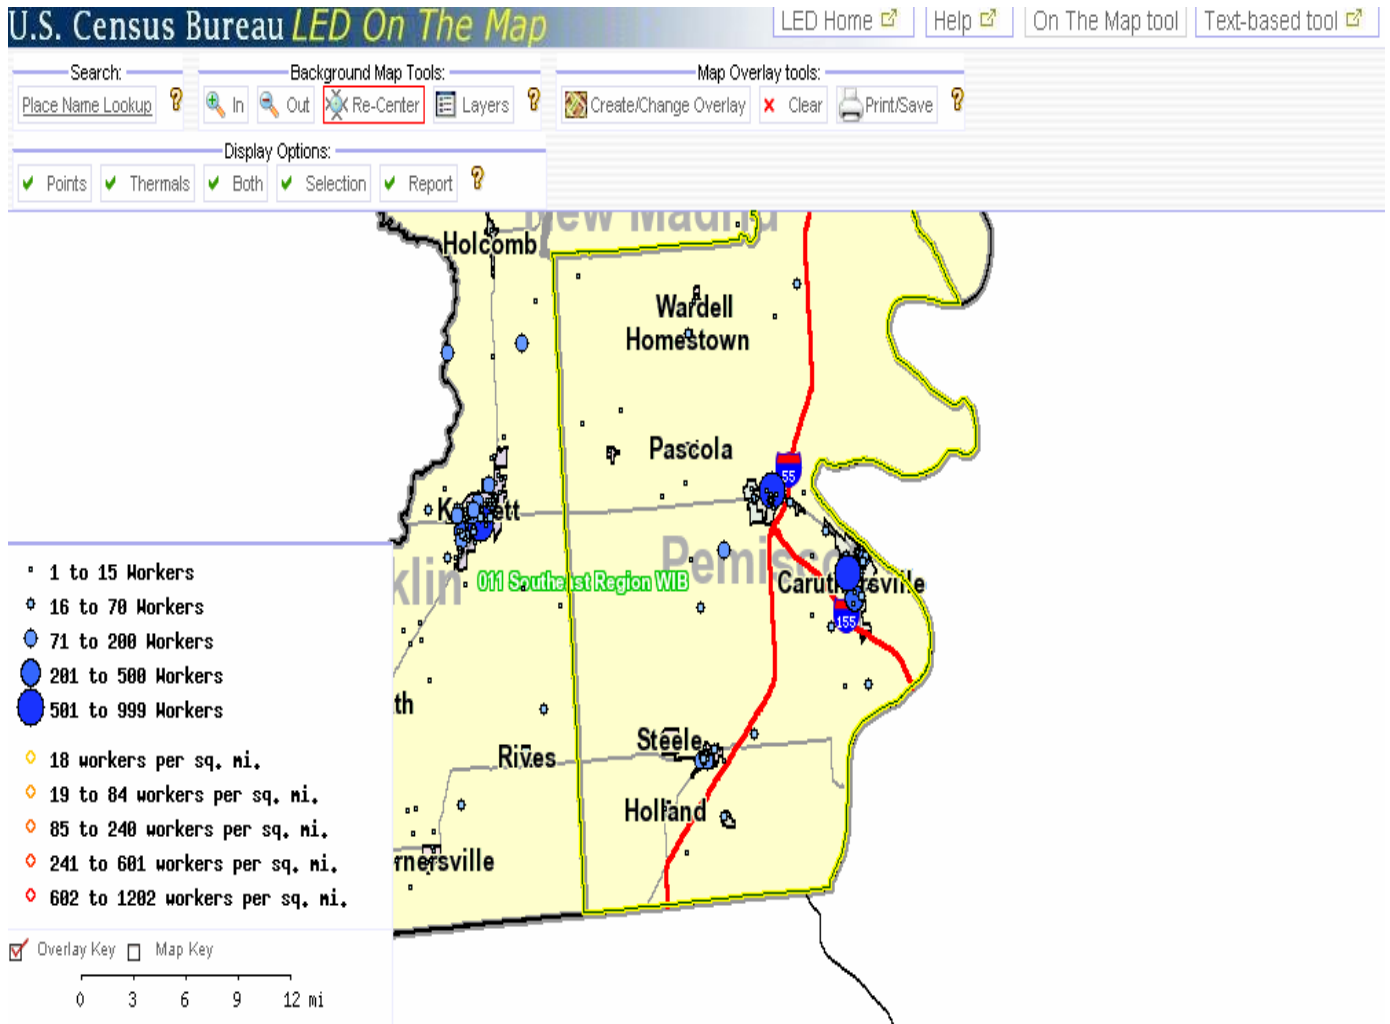 U.S. Census Bureau LED On The Map
LED Home
Help
On The Map tool
Text-based tool
Search:
Background Map Tools:
Map Overlay tools:
Place Name Lookup
?
In
Out
Re-Center
Layers
?
Create/Change Overlay
Clear
Print/Save
?
Display Options:
Points
Thermals
Both
Selection
Report
?
New Madrid
Holcomb
Wardell
Homestown
Pascola
55
Pemisco
klin
011 Southeast Region WIB
Caruthersville
155
th
Steele
Rives
Holland
rnersville
1 to 15 Workers
16 to 70 Workers
71 to 200 Workers
201 to 500 Workers
501 to 999 Workers
18 workers per sq. mi.
19 to 84 workers per sq. mi.
85 to 240 workers per sq. mi.
241 to 601 workers per sq. mi.
602 to 1202 workers per sq. mi.
Overlay Key
Map Key
0 3 6 9 12 mi